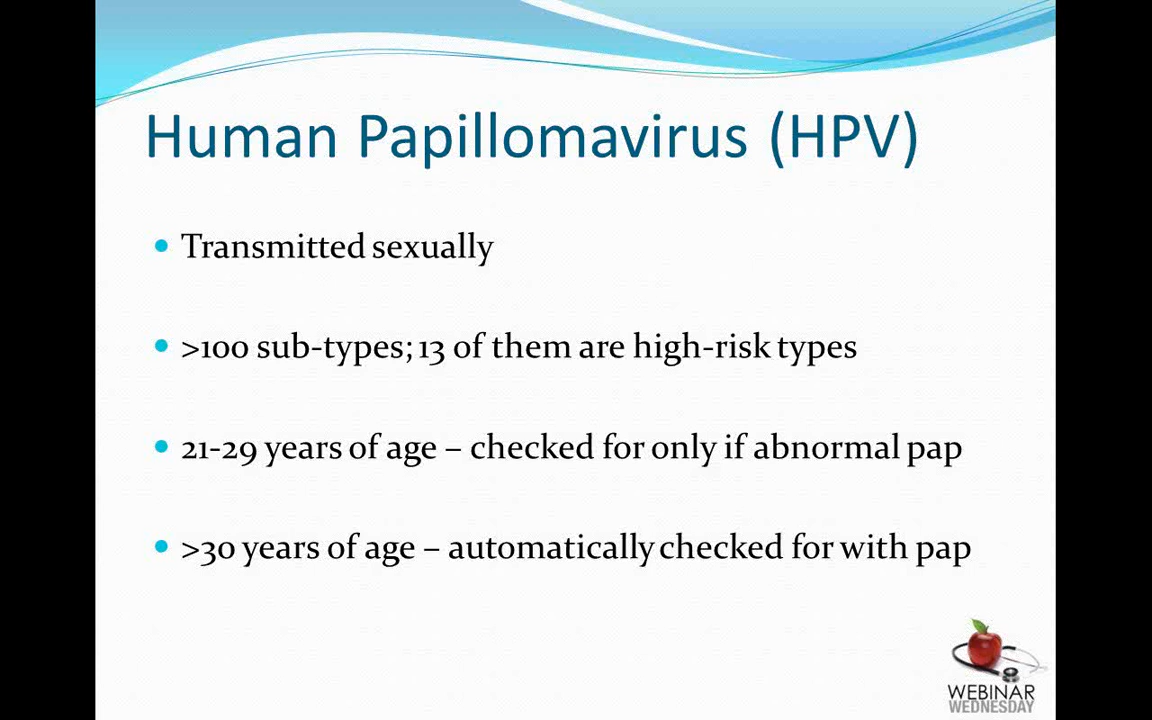 Human Papillomavirus (HPV)
Transmitted sexually
>100 sub-types; 13 of them are high-risk types
21-29 years of age – checked for only if abnormal pap
>30 years of age – automatically checked for with pap
WEBINAR
WEDNESDAY